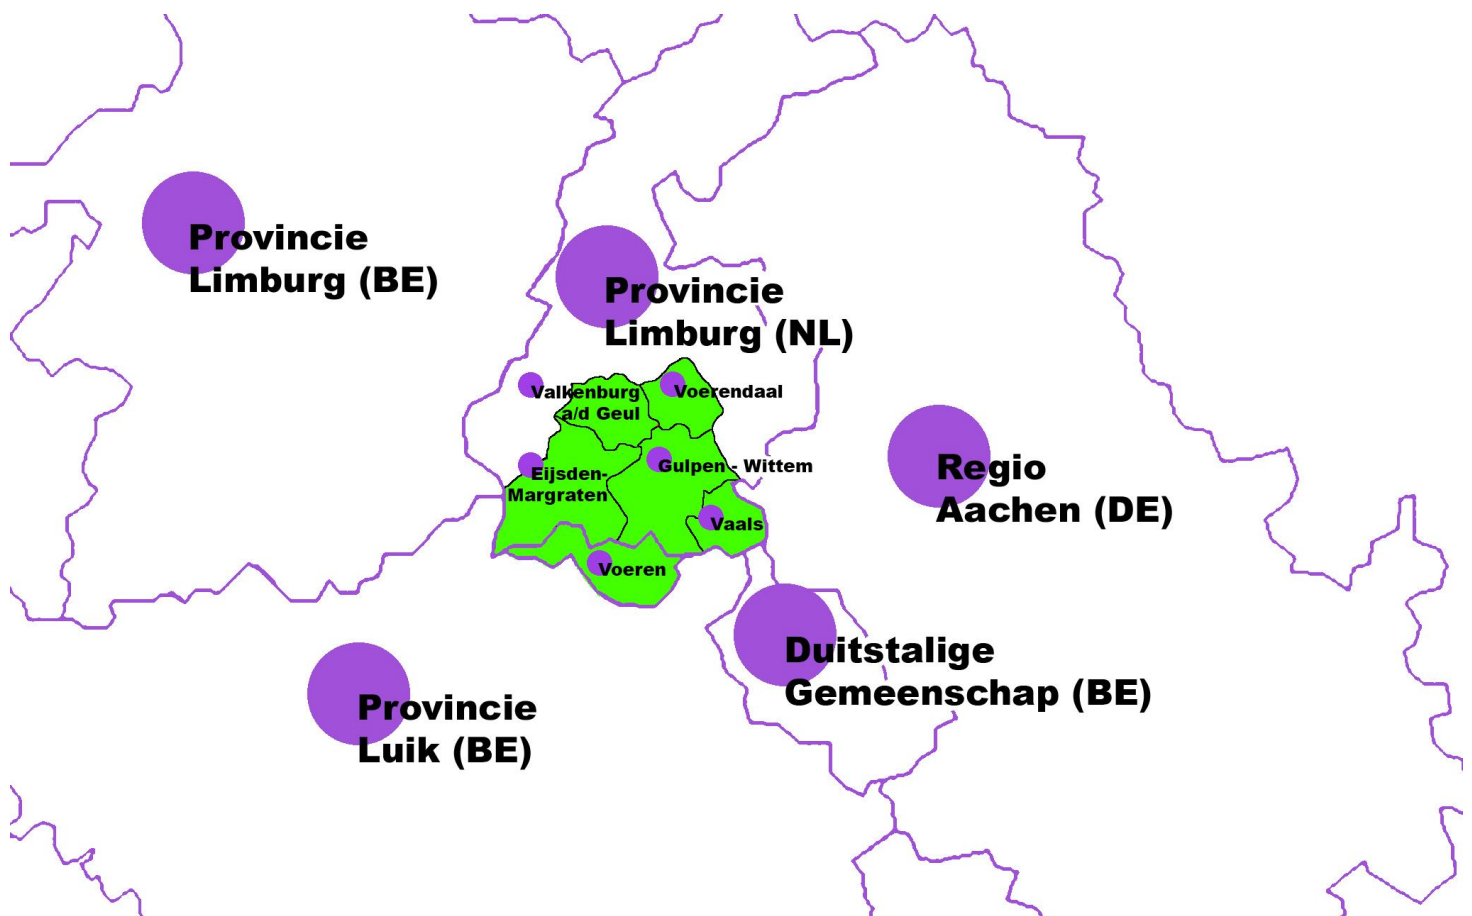 Provincie
Limburg (BE)
Provincie
Limburg (NL)
Valkenburg
a/d Geul
Voerendaal
Eijsden-
Margraten
Gulpen - Wittem
Vaals
Voeren
Regio
Aachen (DE)
Duitstalige
Gemeenschap (BE)
Provincie
Luik (BE)